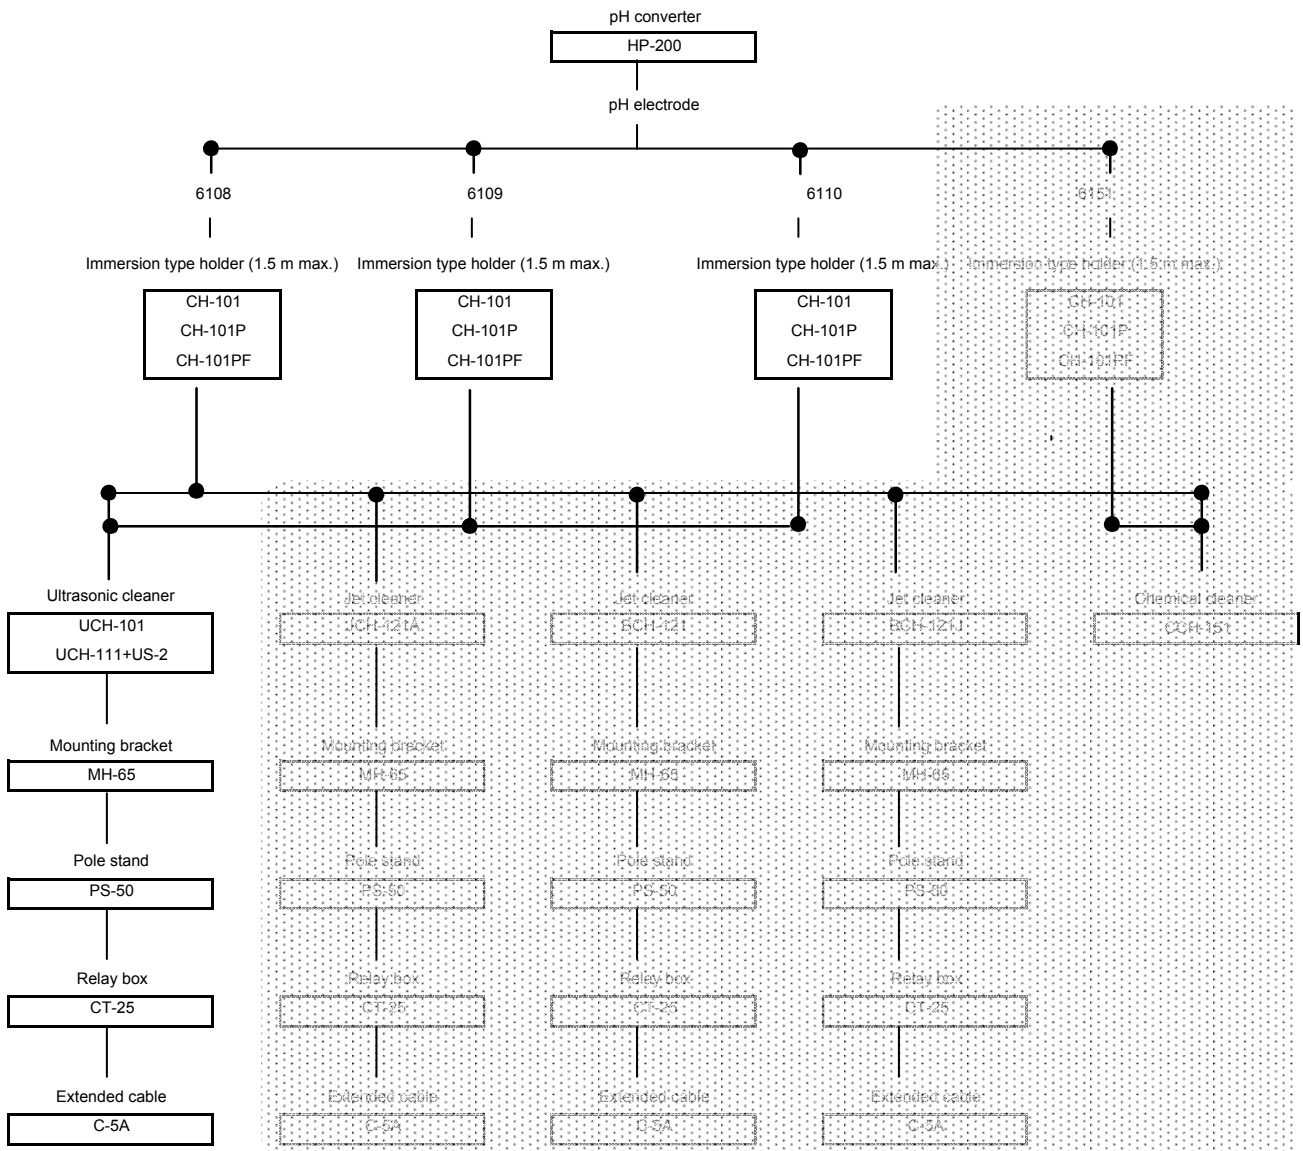 pH converter
HP-200
pH electrode
6108
6109
6110
6151
Immersion type holder (1.5 m max.)
Immersion type holder (1.5 m max.)
Immersion type holder (1.5 m max.)
Immersion type holder (1.5 m max.)
CH-101
CH-101P
CH-101PF
CH-101
CH-101P
CH-101PF
CH-101
CH-101P
CH-101PF
CH-101
CH-101P
CH-101PF
Ultrasonic cleaner
UCH-101
UCH-111+US-2
Mounting bracket
MH-65
Pole stand
PS-50
Relay box
CT-25
Extended cable
C-5A
Jet cleaner
JCH-121A
Mounting bracket
MH-65
Pole stand
PS-50
Relay box
CT-25
Extended cable
C-5A
Jet cleaner
BCH-121
Mounting bracket
MH-65
Pole stand
PS-50
Relay box
CT-25
Extended cable
C-5A
Jet cleaner
BCH-121J
Mounting bracket
MH-65
Pole stand
PS-50
Relay box
CT-25
Extended cable
C-5A
Chemical cleaner
CCH-151